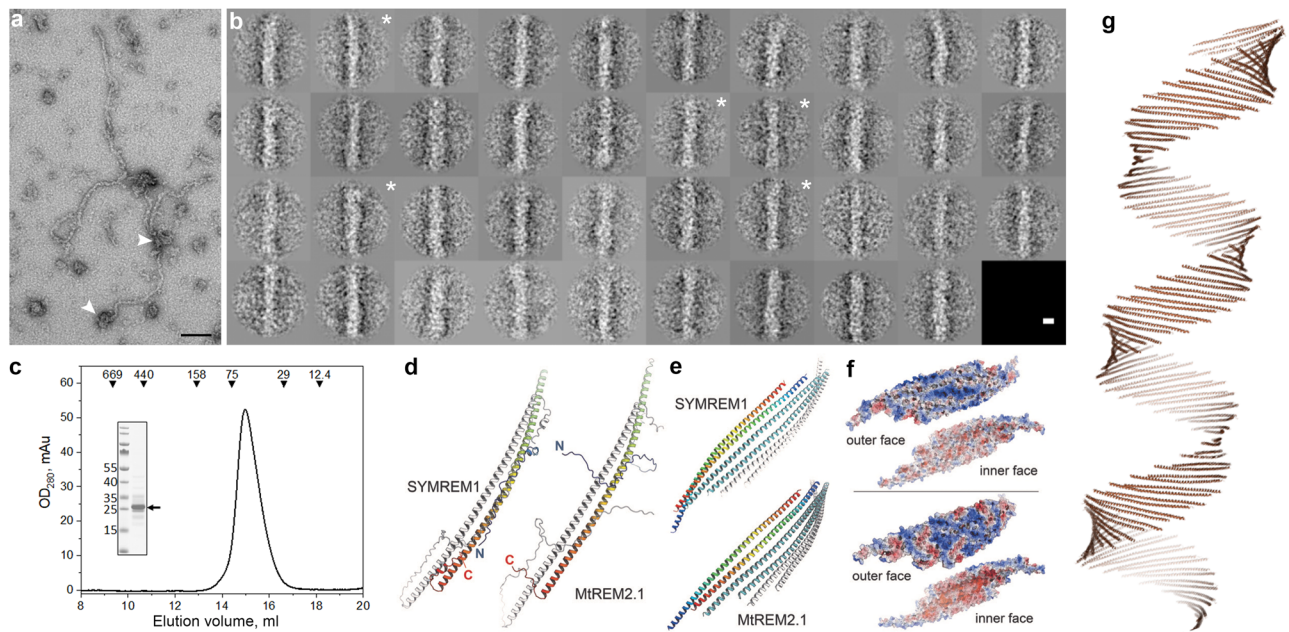 a
b
*
* *
* *
c
669 440 158 75 29 12.4
60
50
40
30
20
10
0
OD280, mAu
55
40
35
25
15
8 10 12 14 16 18 20
Elution volume, ml
d
SYMREM1
N
N
C
C
MtREM2.1
e
SYMREM1
MtREM2.1
f
outer face
inner face
outer face
inner face
g